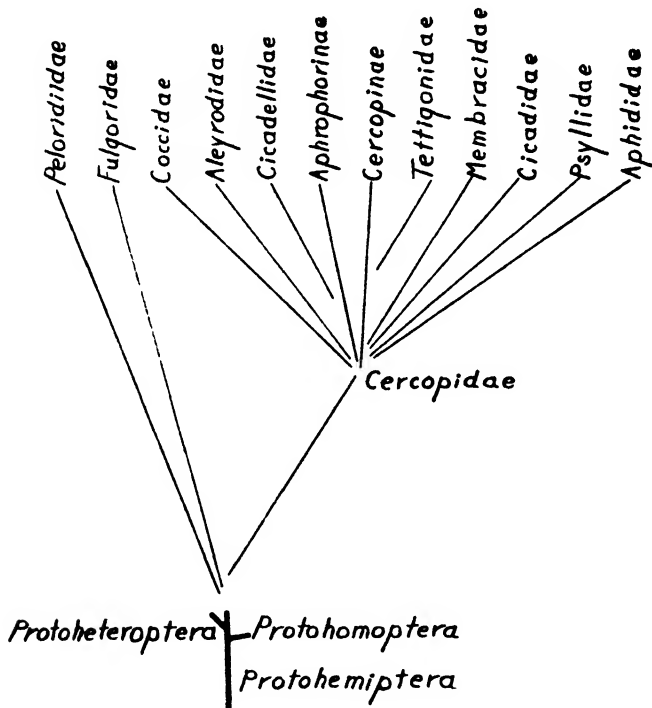 Peloridiidae
Fulgoridae
Coccidae
Aleyrodidae
Cicadellidae
Aphrophorinae
Cercopinae
Tettigonidae
Membracidae
Cicadidae
Psyllidae
Aphididae
Cercopidae
Protoheteroptera
Protohomoptera
Protohemiptera